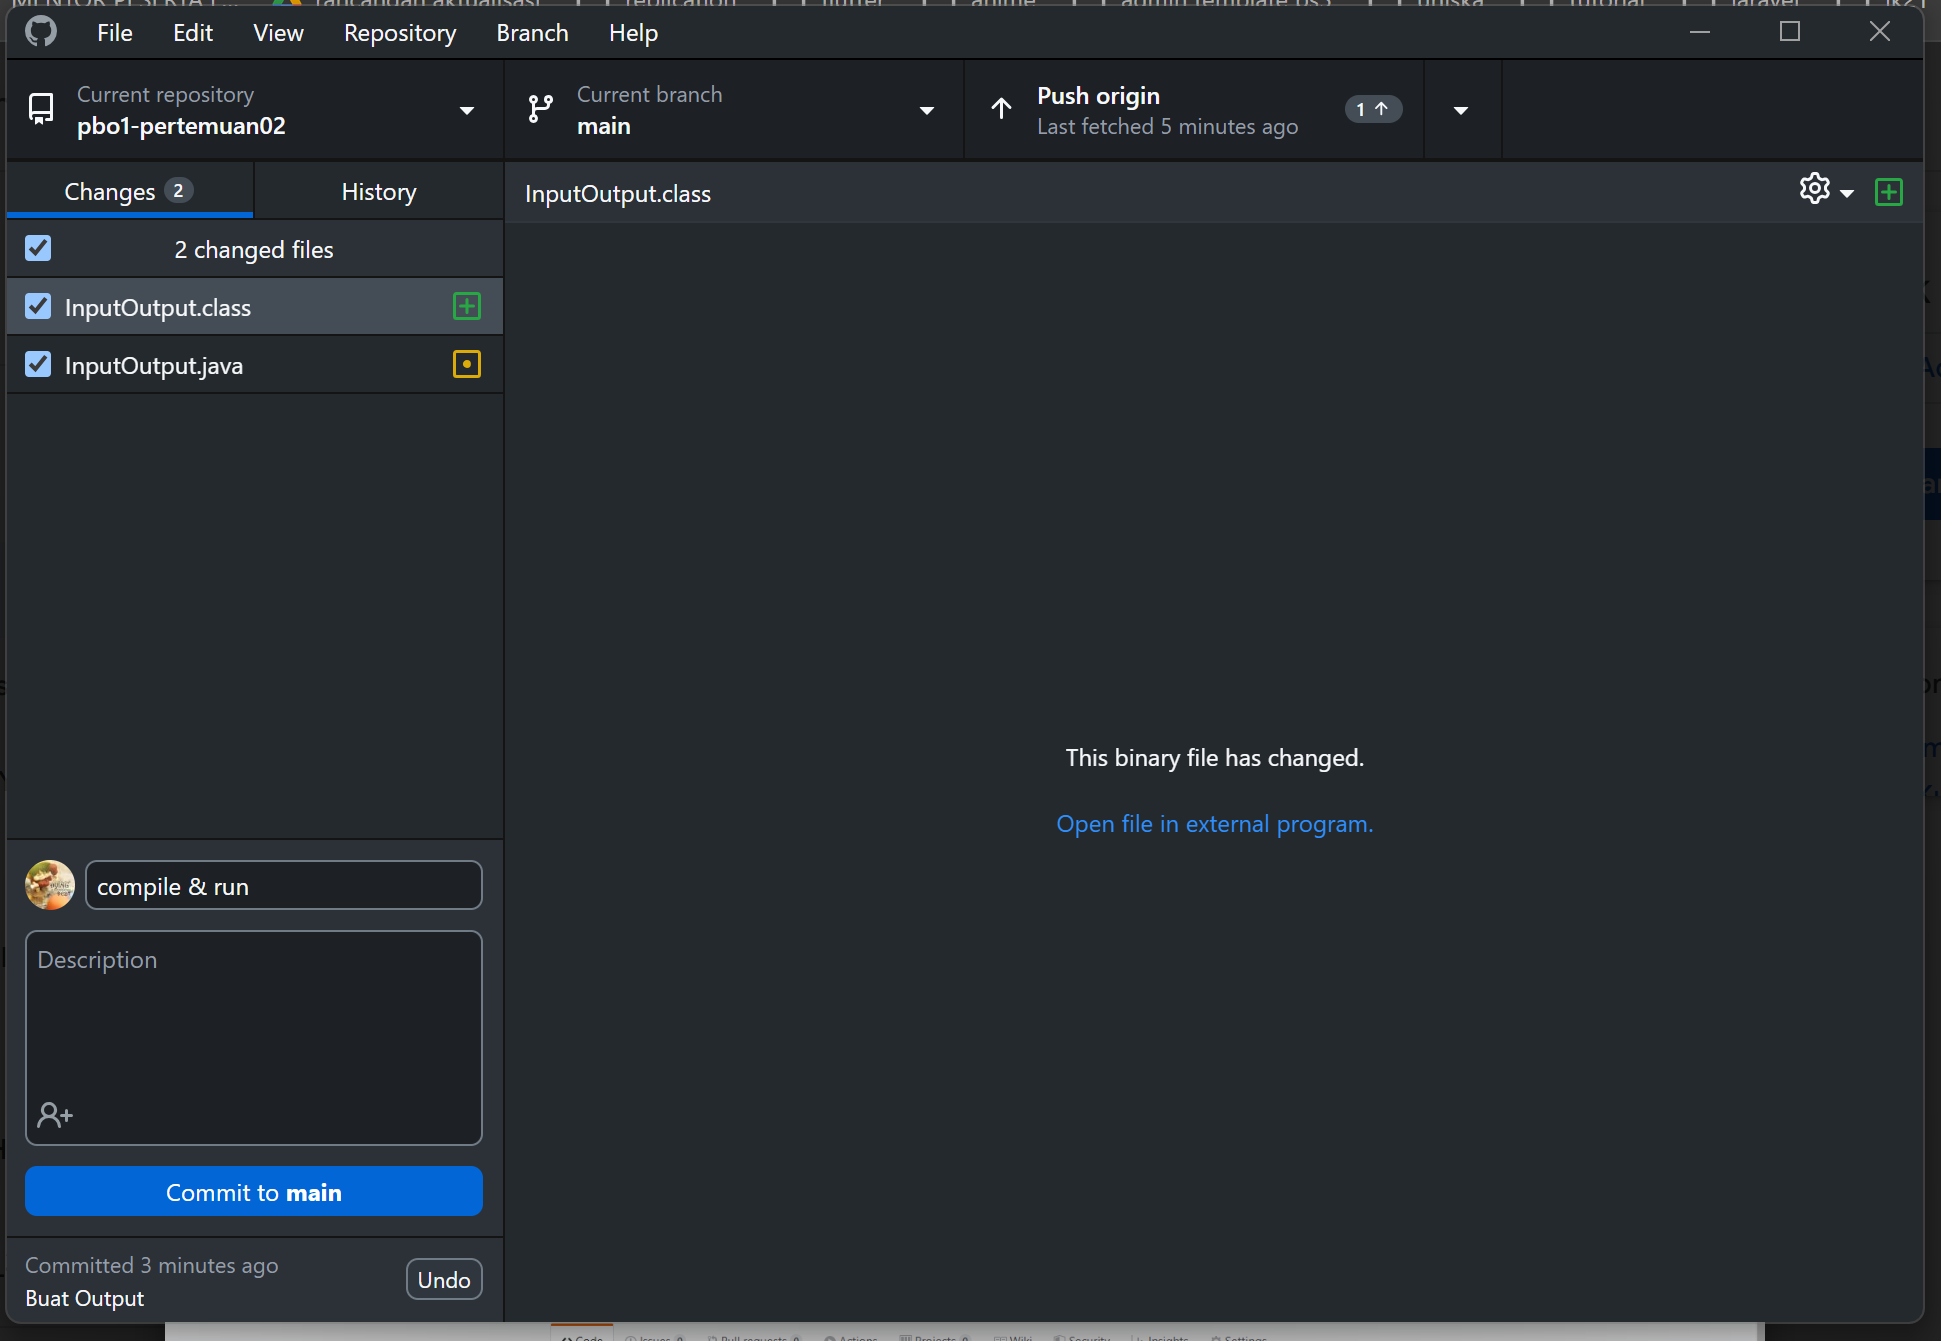 File Edit View Repository Branch Help
Current repository
pbo1-pertemuan02
Current branch
main
Push origin
Last fetched 5 minutes ago
1
Changes 2
History
InputOutput.class
2 changed files
InputOutput.class
InputOutput.java
This binary file has changed.
Open file in external program.
compile & run
Description
Commit to main
Committed 3 minutes ago
Buat Output
Undo